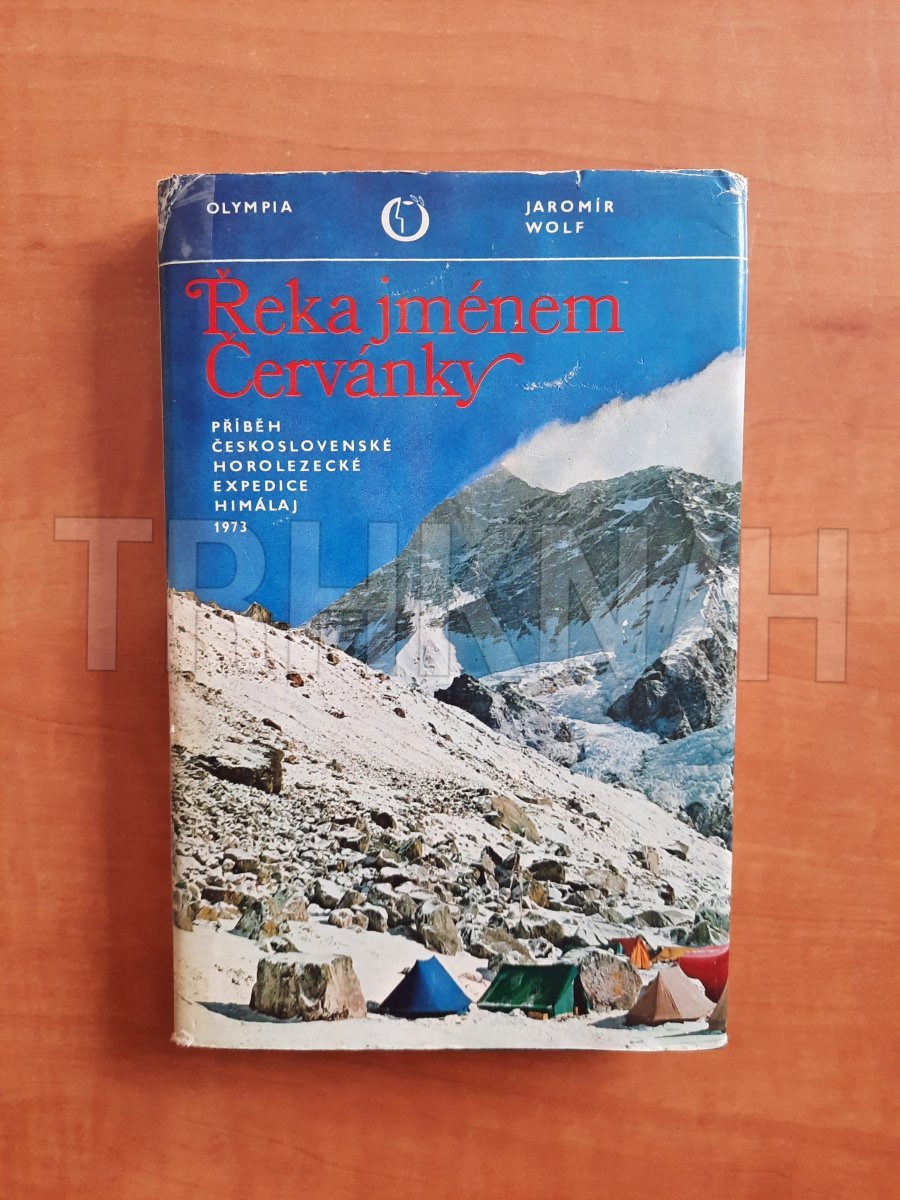 OLYMPIA
JAROMÍR
WOLF
Řeka jménem
Červánky
PŘÍBĚH
ČESKOSLOVENSKÉ
HOROLEZECKÉ
EXPEDICE
HIMÁLAJ
1973